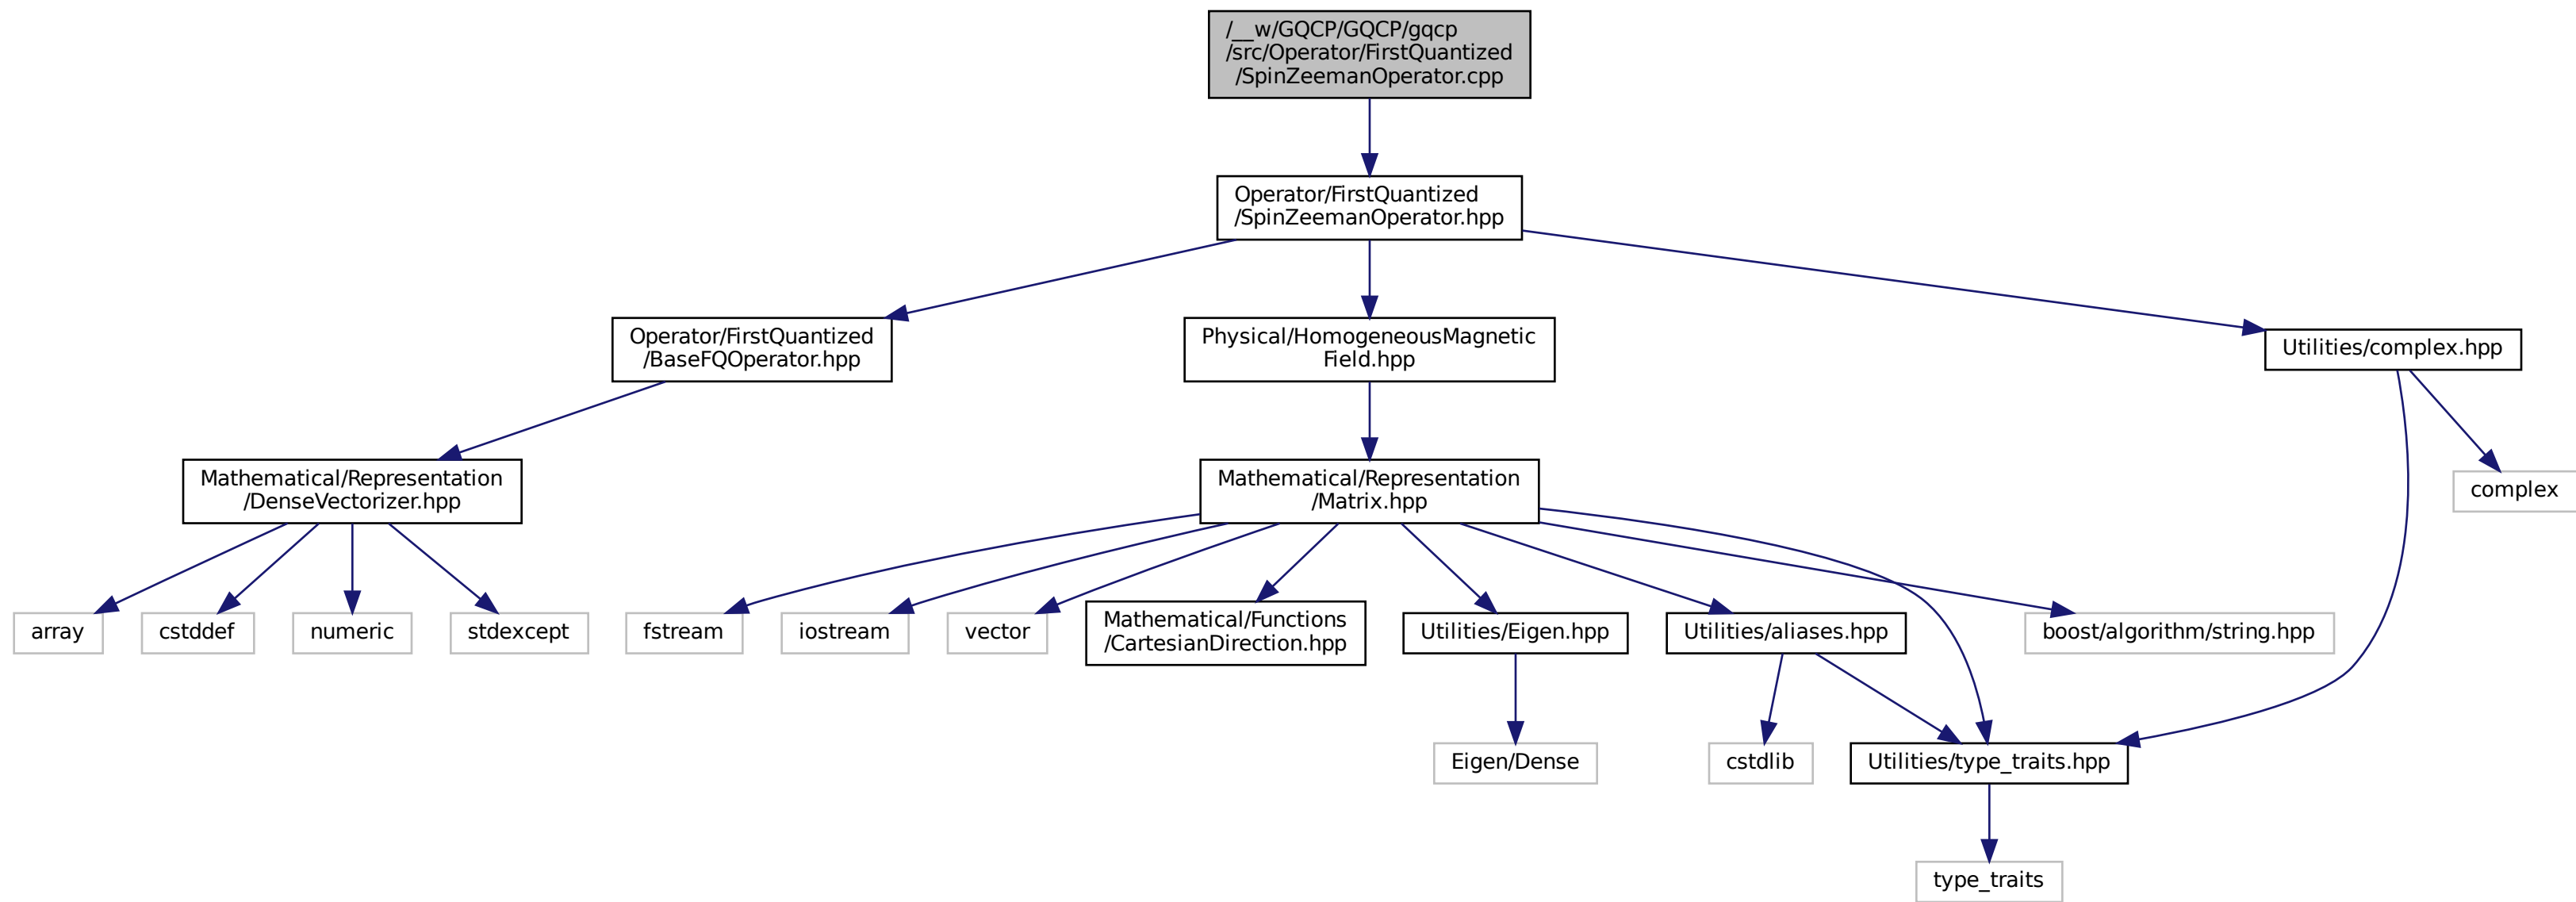 /__w/GQCP/GQCP/gqcp
/src/Operator/FirstQuantized
/SpinZeemanOperator.cpp
Operator/FirstQuantized
/SpinZeemanOperator.hpp
Operator/FirstQuantized
/BaseFQOperator.hpp
Physical/HomogeneousMagnetic
Field.hpp
Utilities/complex.hpp
Mathematical/Representation
/DenseVectorizer.hpp
Mathematical/Representation
/Matrix.hpp
complex
array
cstddef
numeric
stdexcept
fstream
iostream
vector
Mathematical/Functions
/CartesianDirection.hpp
Utilities/Eigen.hpp
Utilities/aliases.hpp
boost/algorithm/string.hpp
Eigen/Dense
cstdlib
Utilities/type_traits.hpp
type_traits